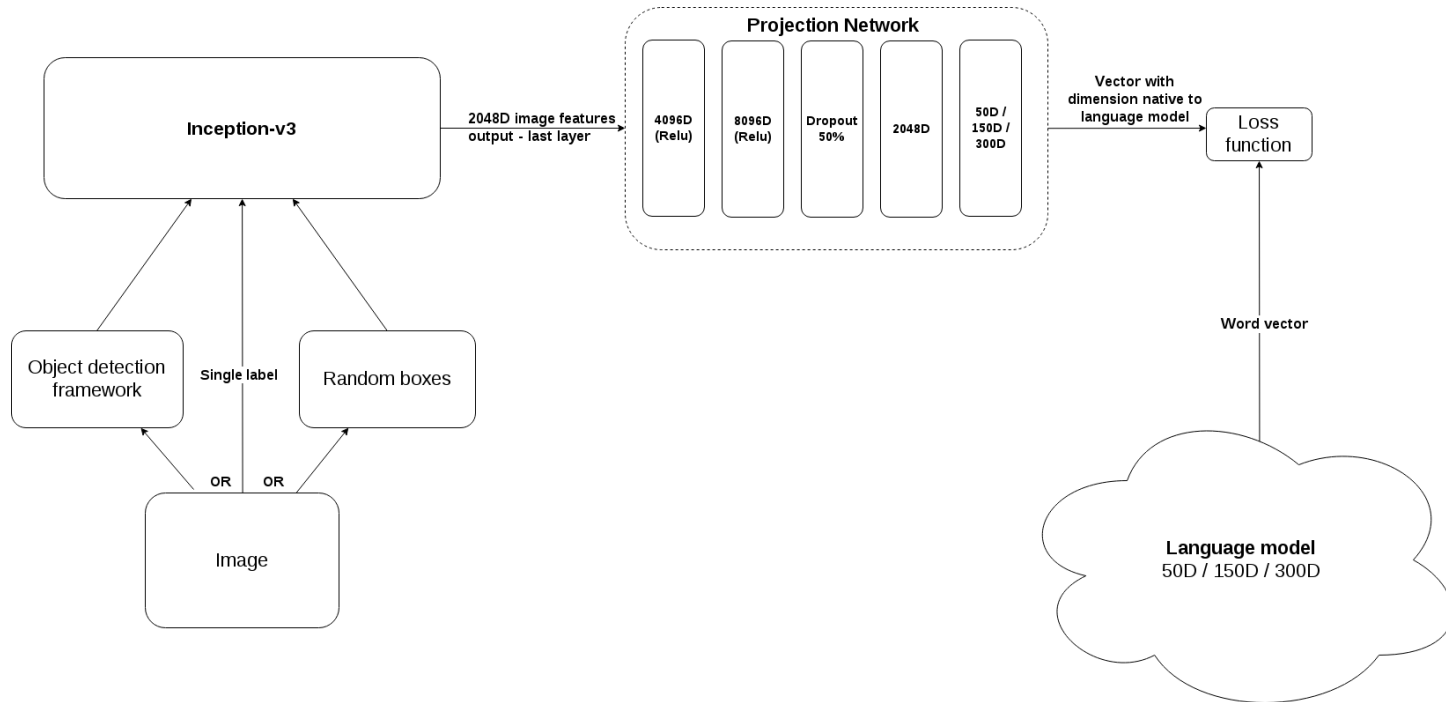 Projection Network
Inception-v3
2048D image features
output - last layer
4096D
(Relu)
8096D
(Relu)
Dropout
50%
2048D
50D /
150D /
300D
Vector with
dimension native to
language model
Loss
function
Object detection
framework
Single label
Random boxes
Word vector
OR
OR
Image
Language model
50D / 150D / 300D